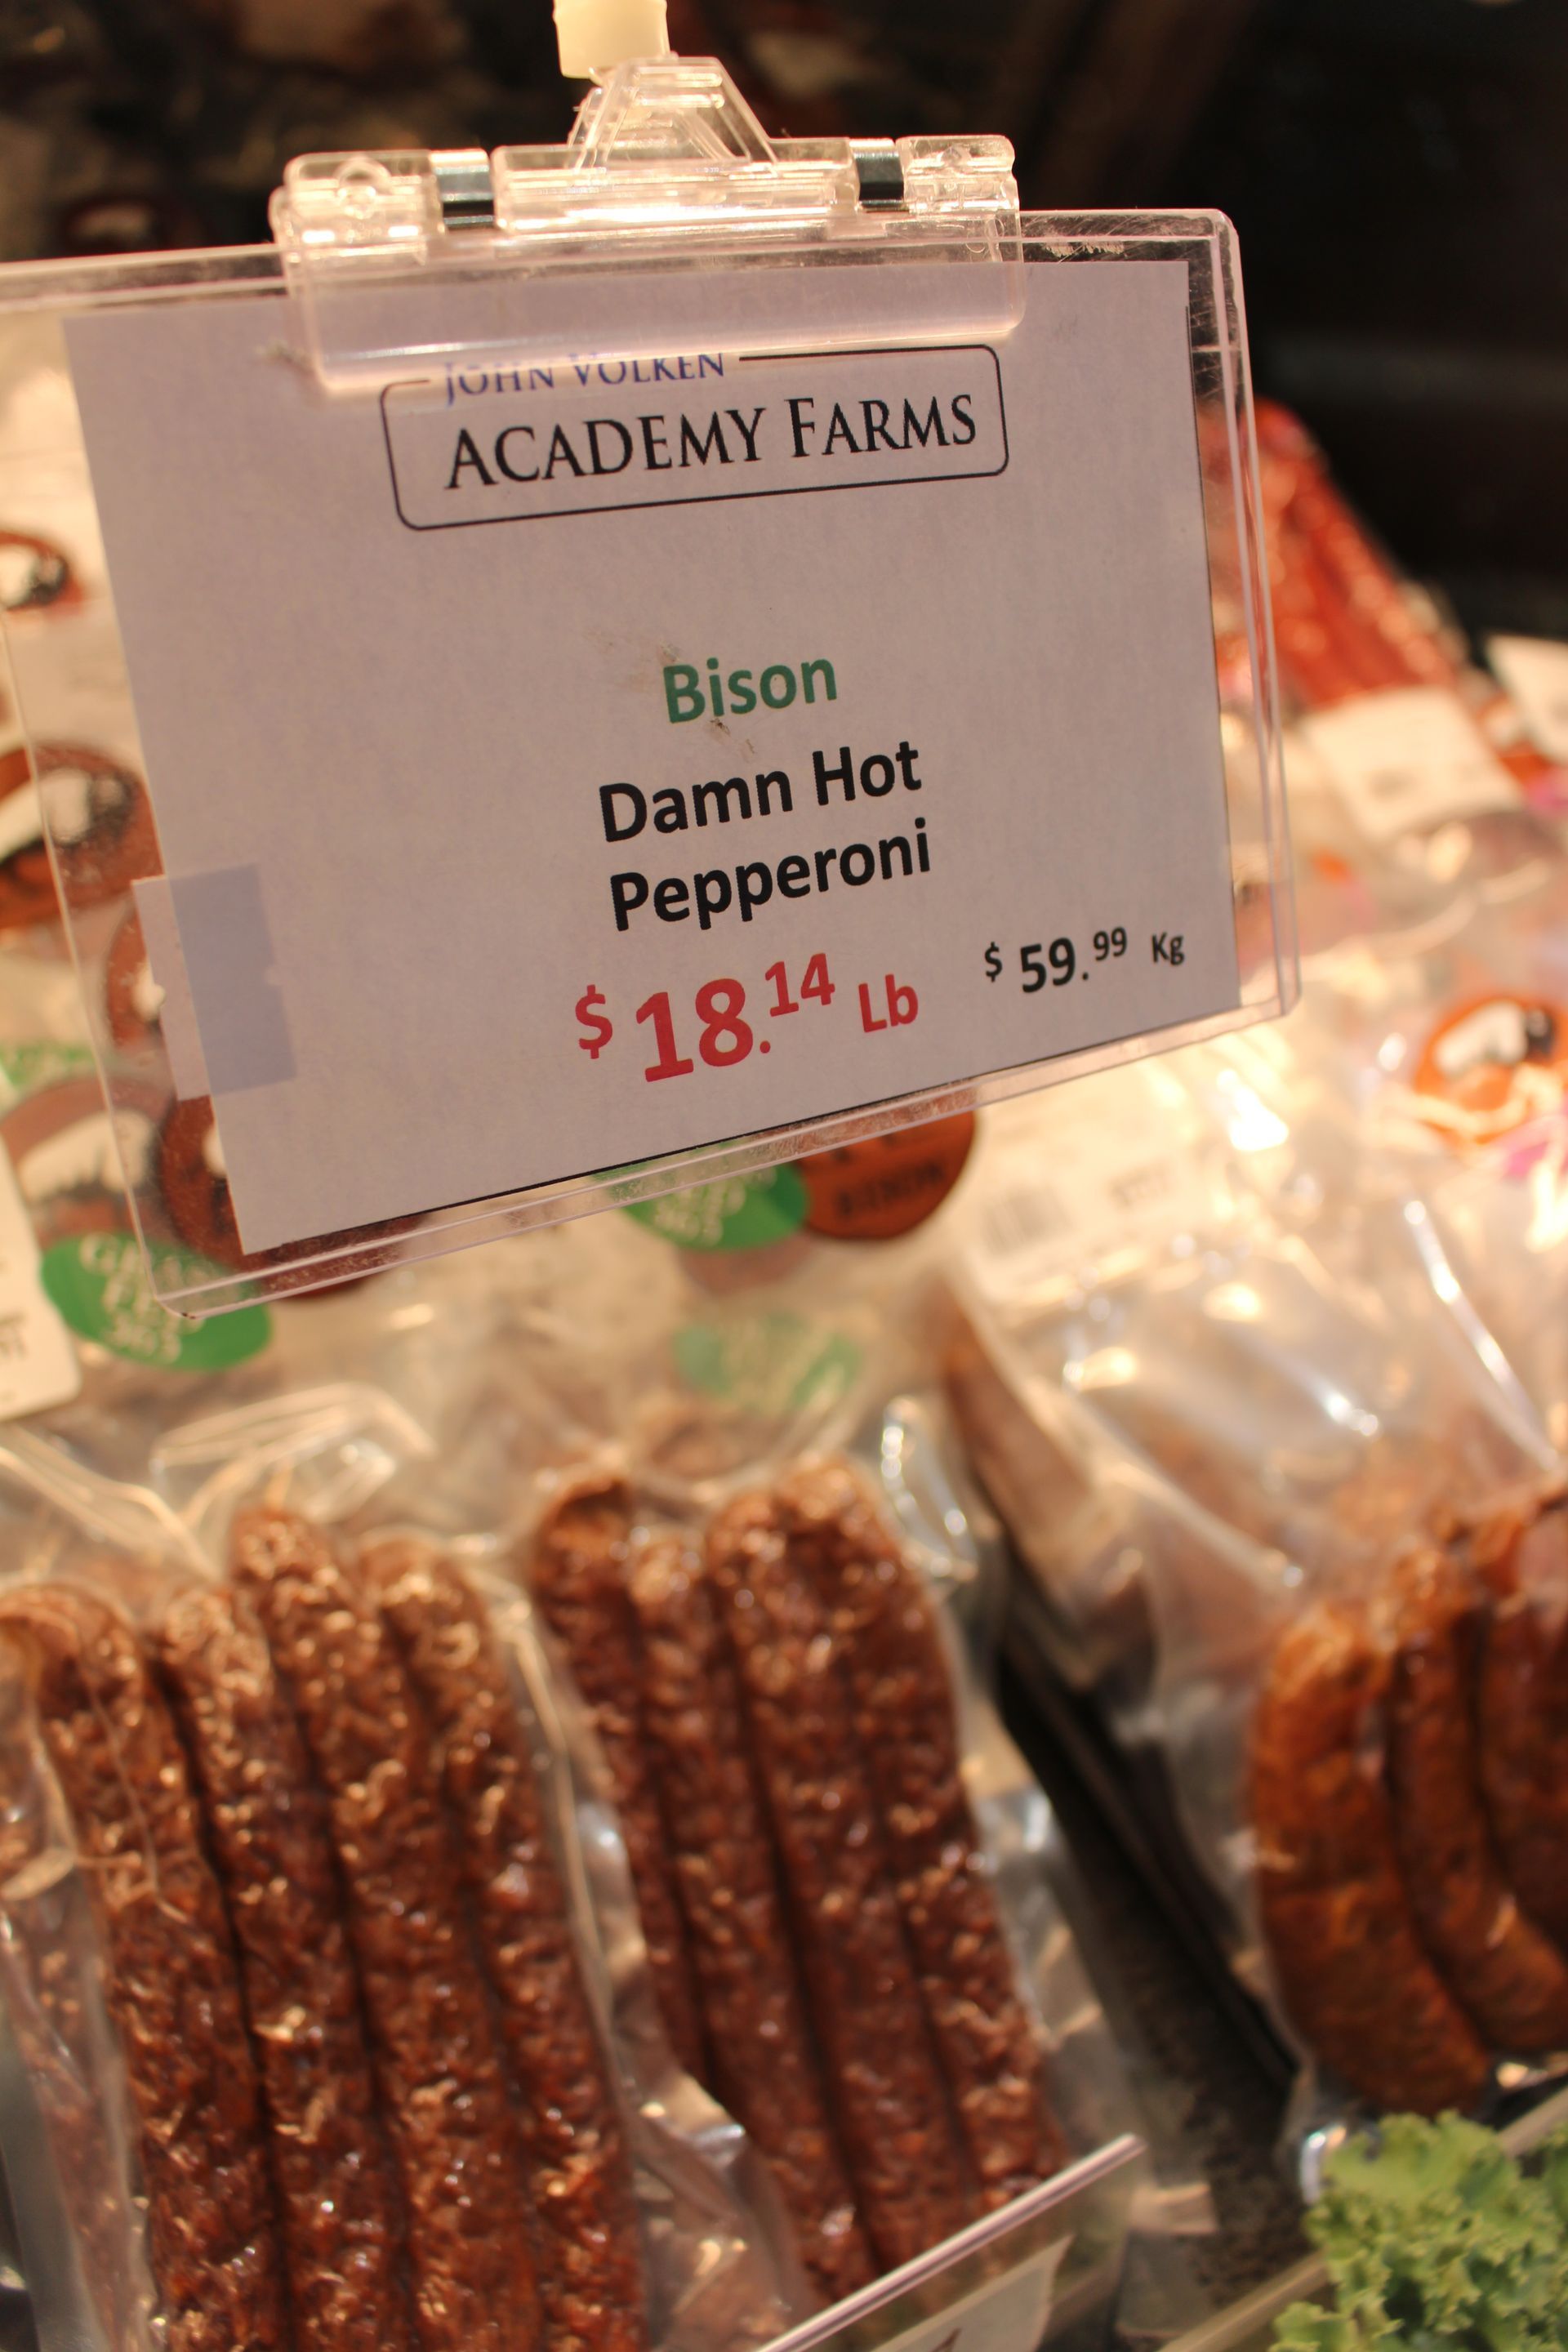 JOHN VOLKEN
ACADEMY FARMS
Bison
Damn Hot
Pepperoni
$18.14 Lb $59.99 Kg